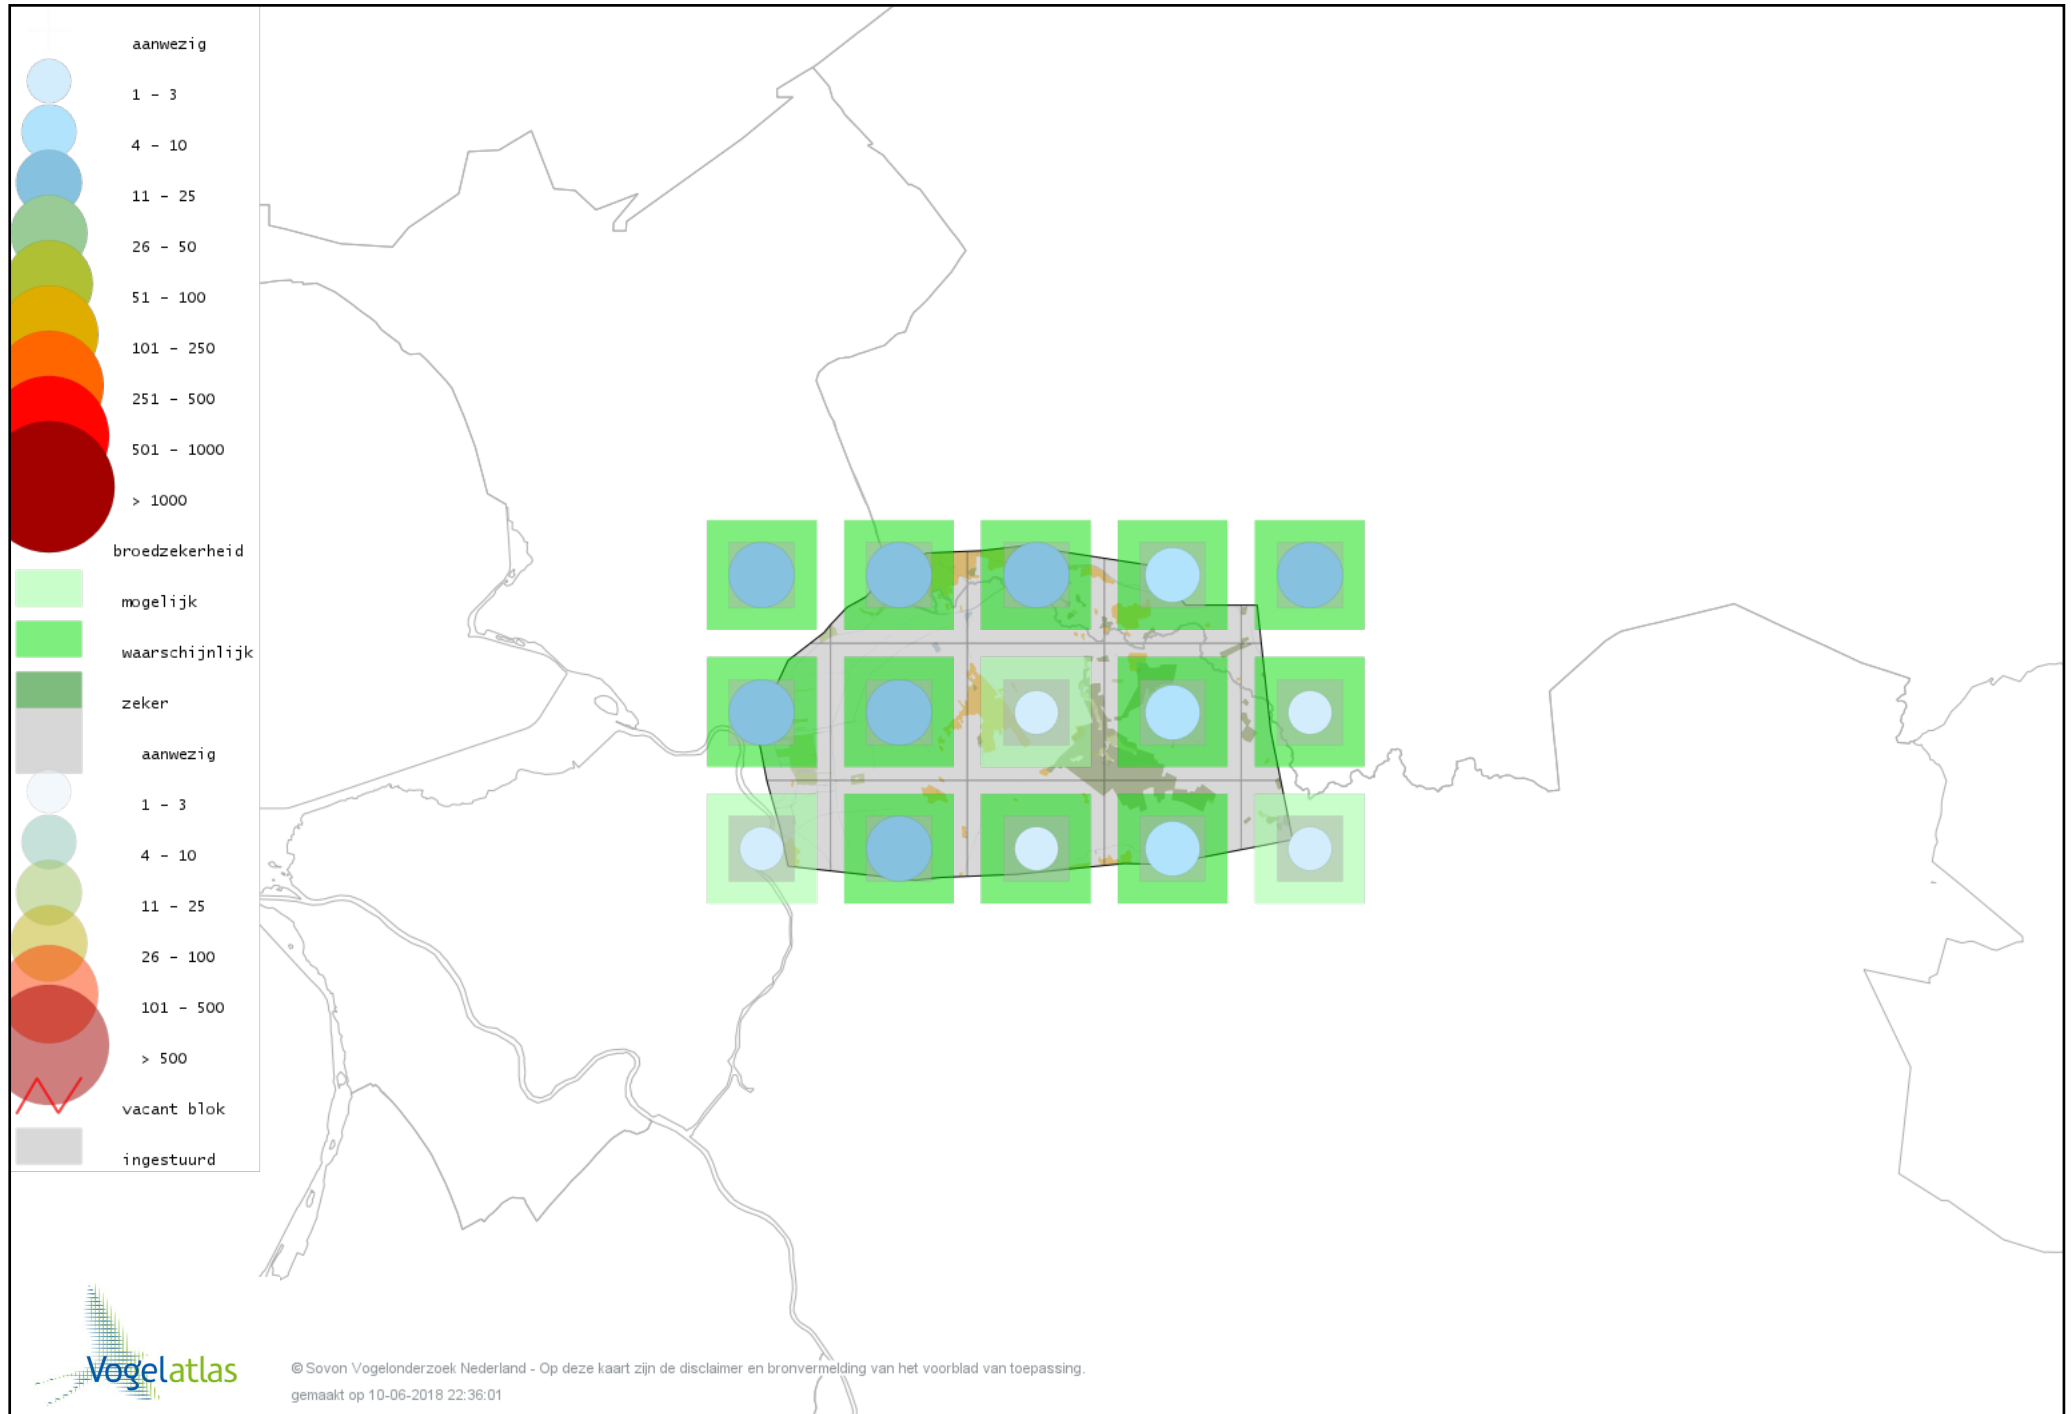 aanwezig
1 - 3
4 - 10
11 - 25
26 - 50
51 - 100
101 - 250
251 - 500
501 - 1000
> 1000
broedzekerheid
mogelijk
waarschijnlijk
zeker
aanwezig
1 - 3
4 - 10
11 - 25
26 - 100
101 - 500
> 500
vacant blok
ingestuurd
Vogelatlas
© Sovon Vogelonderzoek Nederland - Op deze kaart zijn de disclaimer en bronvermelding van het voorblad van toepassing.
gemaakt op 10-06-2018 22:36:01